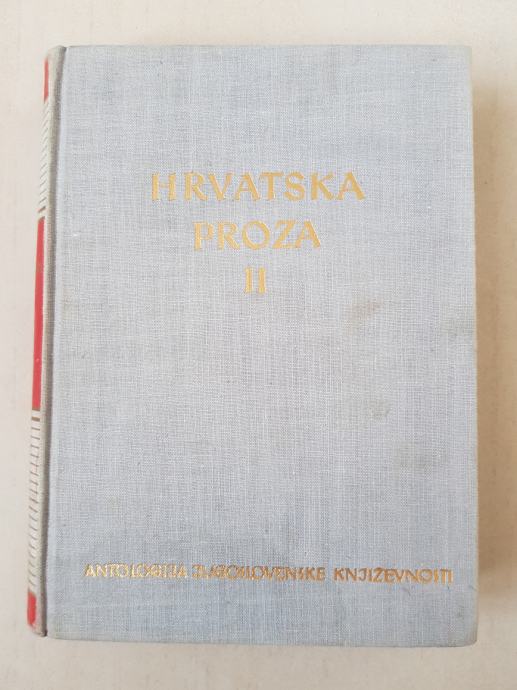 HRVATSKA
PROZA
II
ANTOLOGIJA JUGOSLOVENSKE KNJIŽEVNOSTI